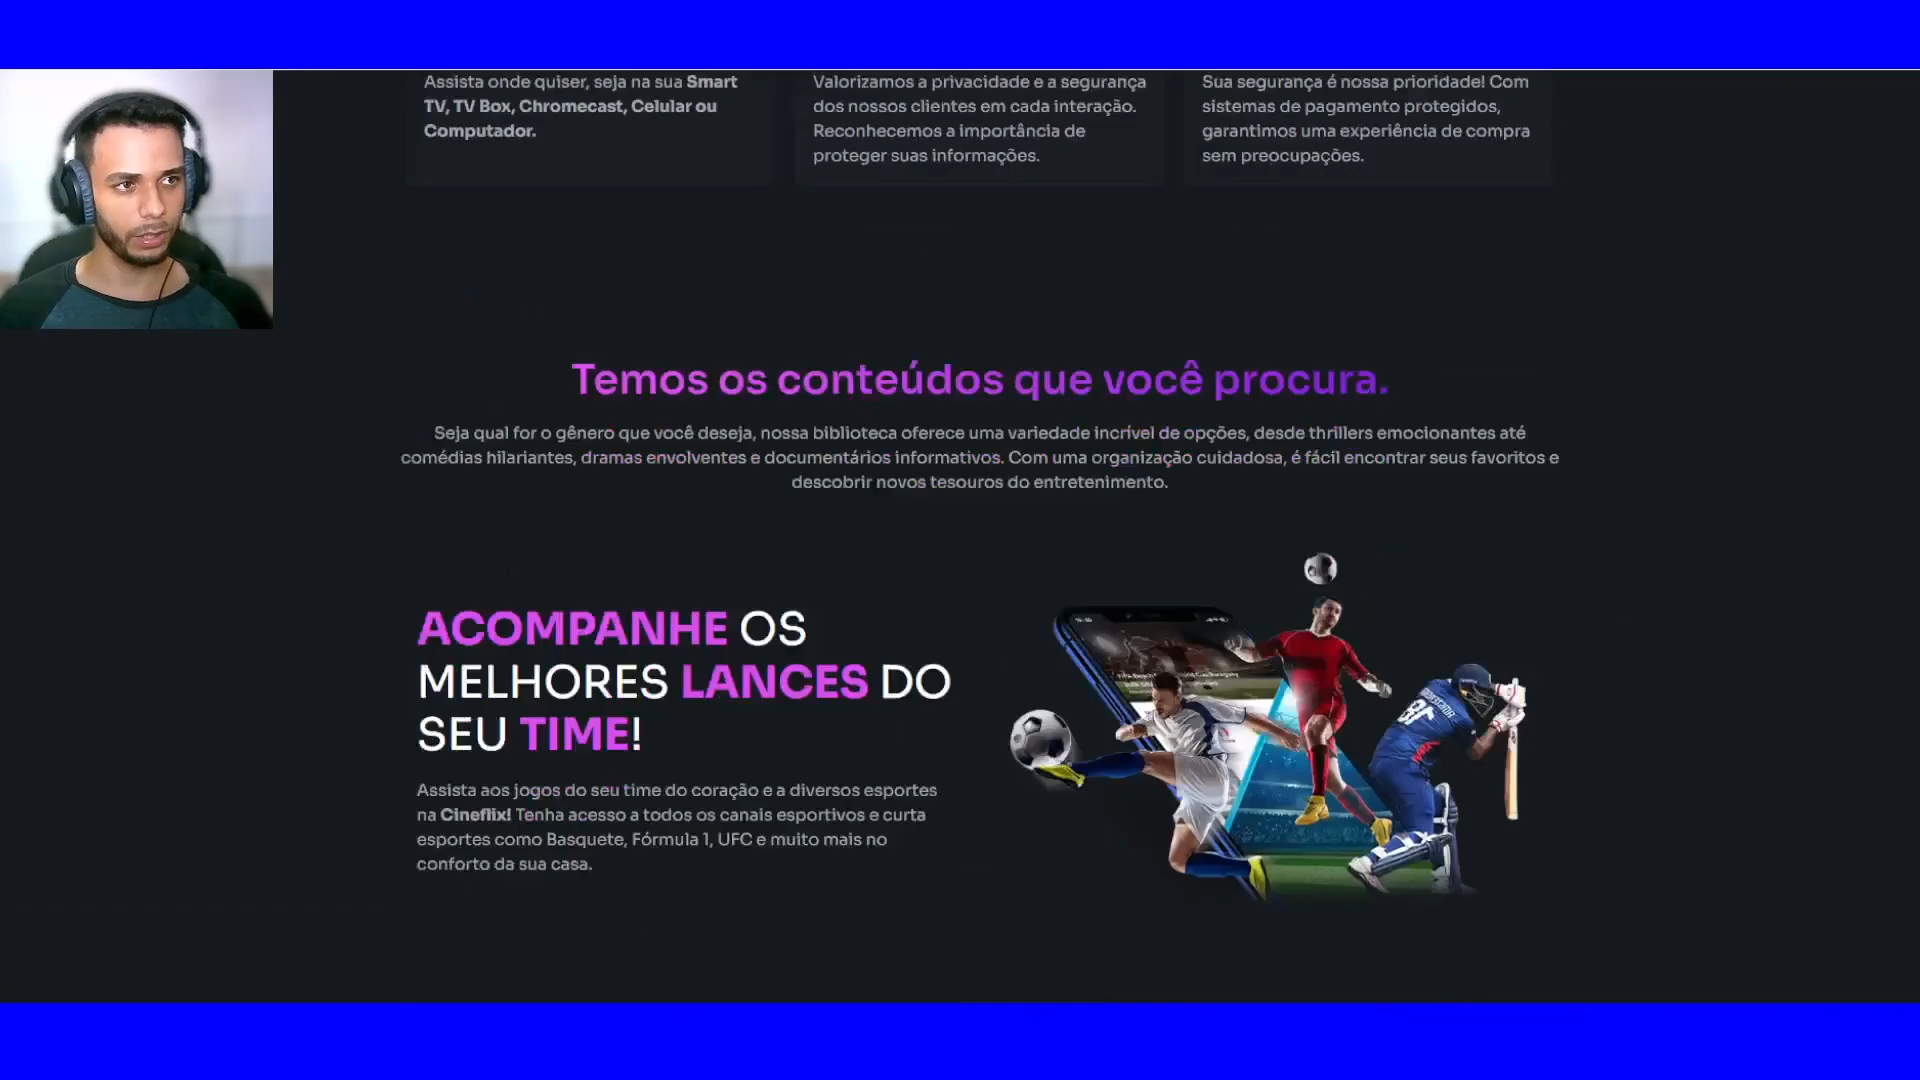 Assista onde quiser, seja na sua Smart
TV, TV Box, Chromecast, Celular ou
Computador.
Valorizamos a privacidade e a segurança
dos nossos clientes em cada interação.
Reconhecemos a importância de
proteger suas informações.
Sua segurança é nossa prioridade! Com
sistemas de pagamento protegidos,
garantimos uma experiência de compra
sem preocupações.
Temos os conteúdos que você procura.
Seja qual for o gênero que você deseja, nossa biblioteca oferece uma variedade incrível de opções, desde thrillers emocionantes até
comédias hilariantes, dramas envolventes e documentários informativos. Com uma organização cuidadosa, é fácil encontrar seus favoritos e
descobrir novos tesouros do entretenimento.
ACOMPANHE OS
MELHORES LANCES DO
SEU TIME!
Assista aos jogos do seu time do coração e a diversos esportes
na Cineflix! Tenha acesso a todos os canais esportivos e curta
esportes como Basquete, Fórmula 1, UFC e muito mais no
conforto da sua casa.